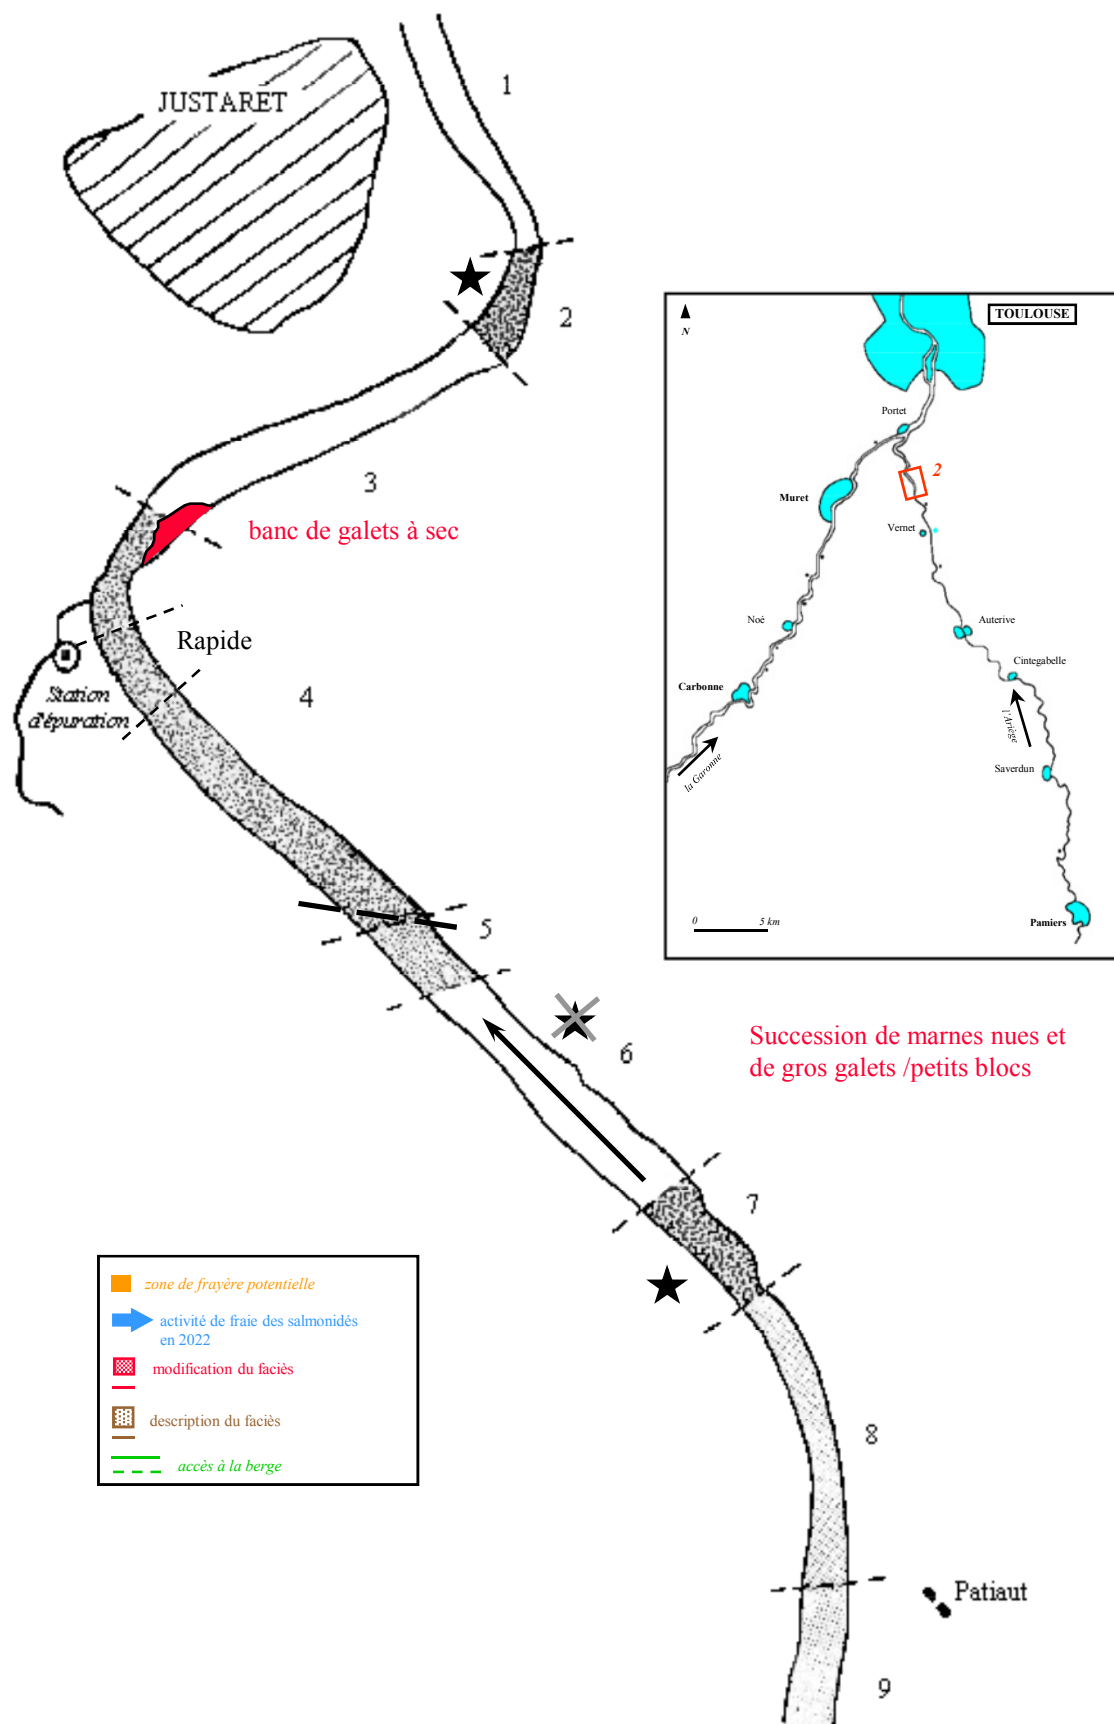 1
JUSTARET
2
3
banc de galets à sec
Rapide
4
Station
d'épuration
5
6
Succession de marnes nues et
de gros galets /petits blocs
7
8
Patiaut
9
TOULOUSE
N
Portet
2
Muret
Vernet
Noé
Auterive
Cintegabelle
Carbonne
l'Ariège
la Garonne
Saverdun
0 5 km
Pamiers
zone de frayère potentielle
activité de fraie des salmonidés
en 2022
modification du faciès
description du faciès
accès à la berge